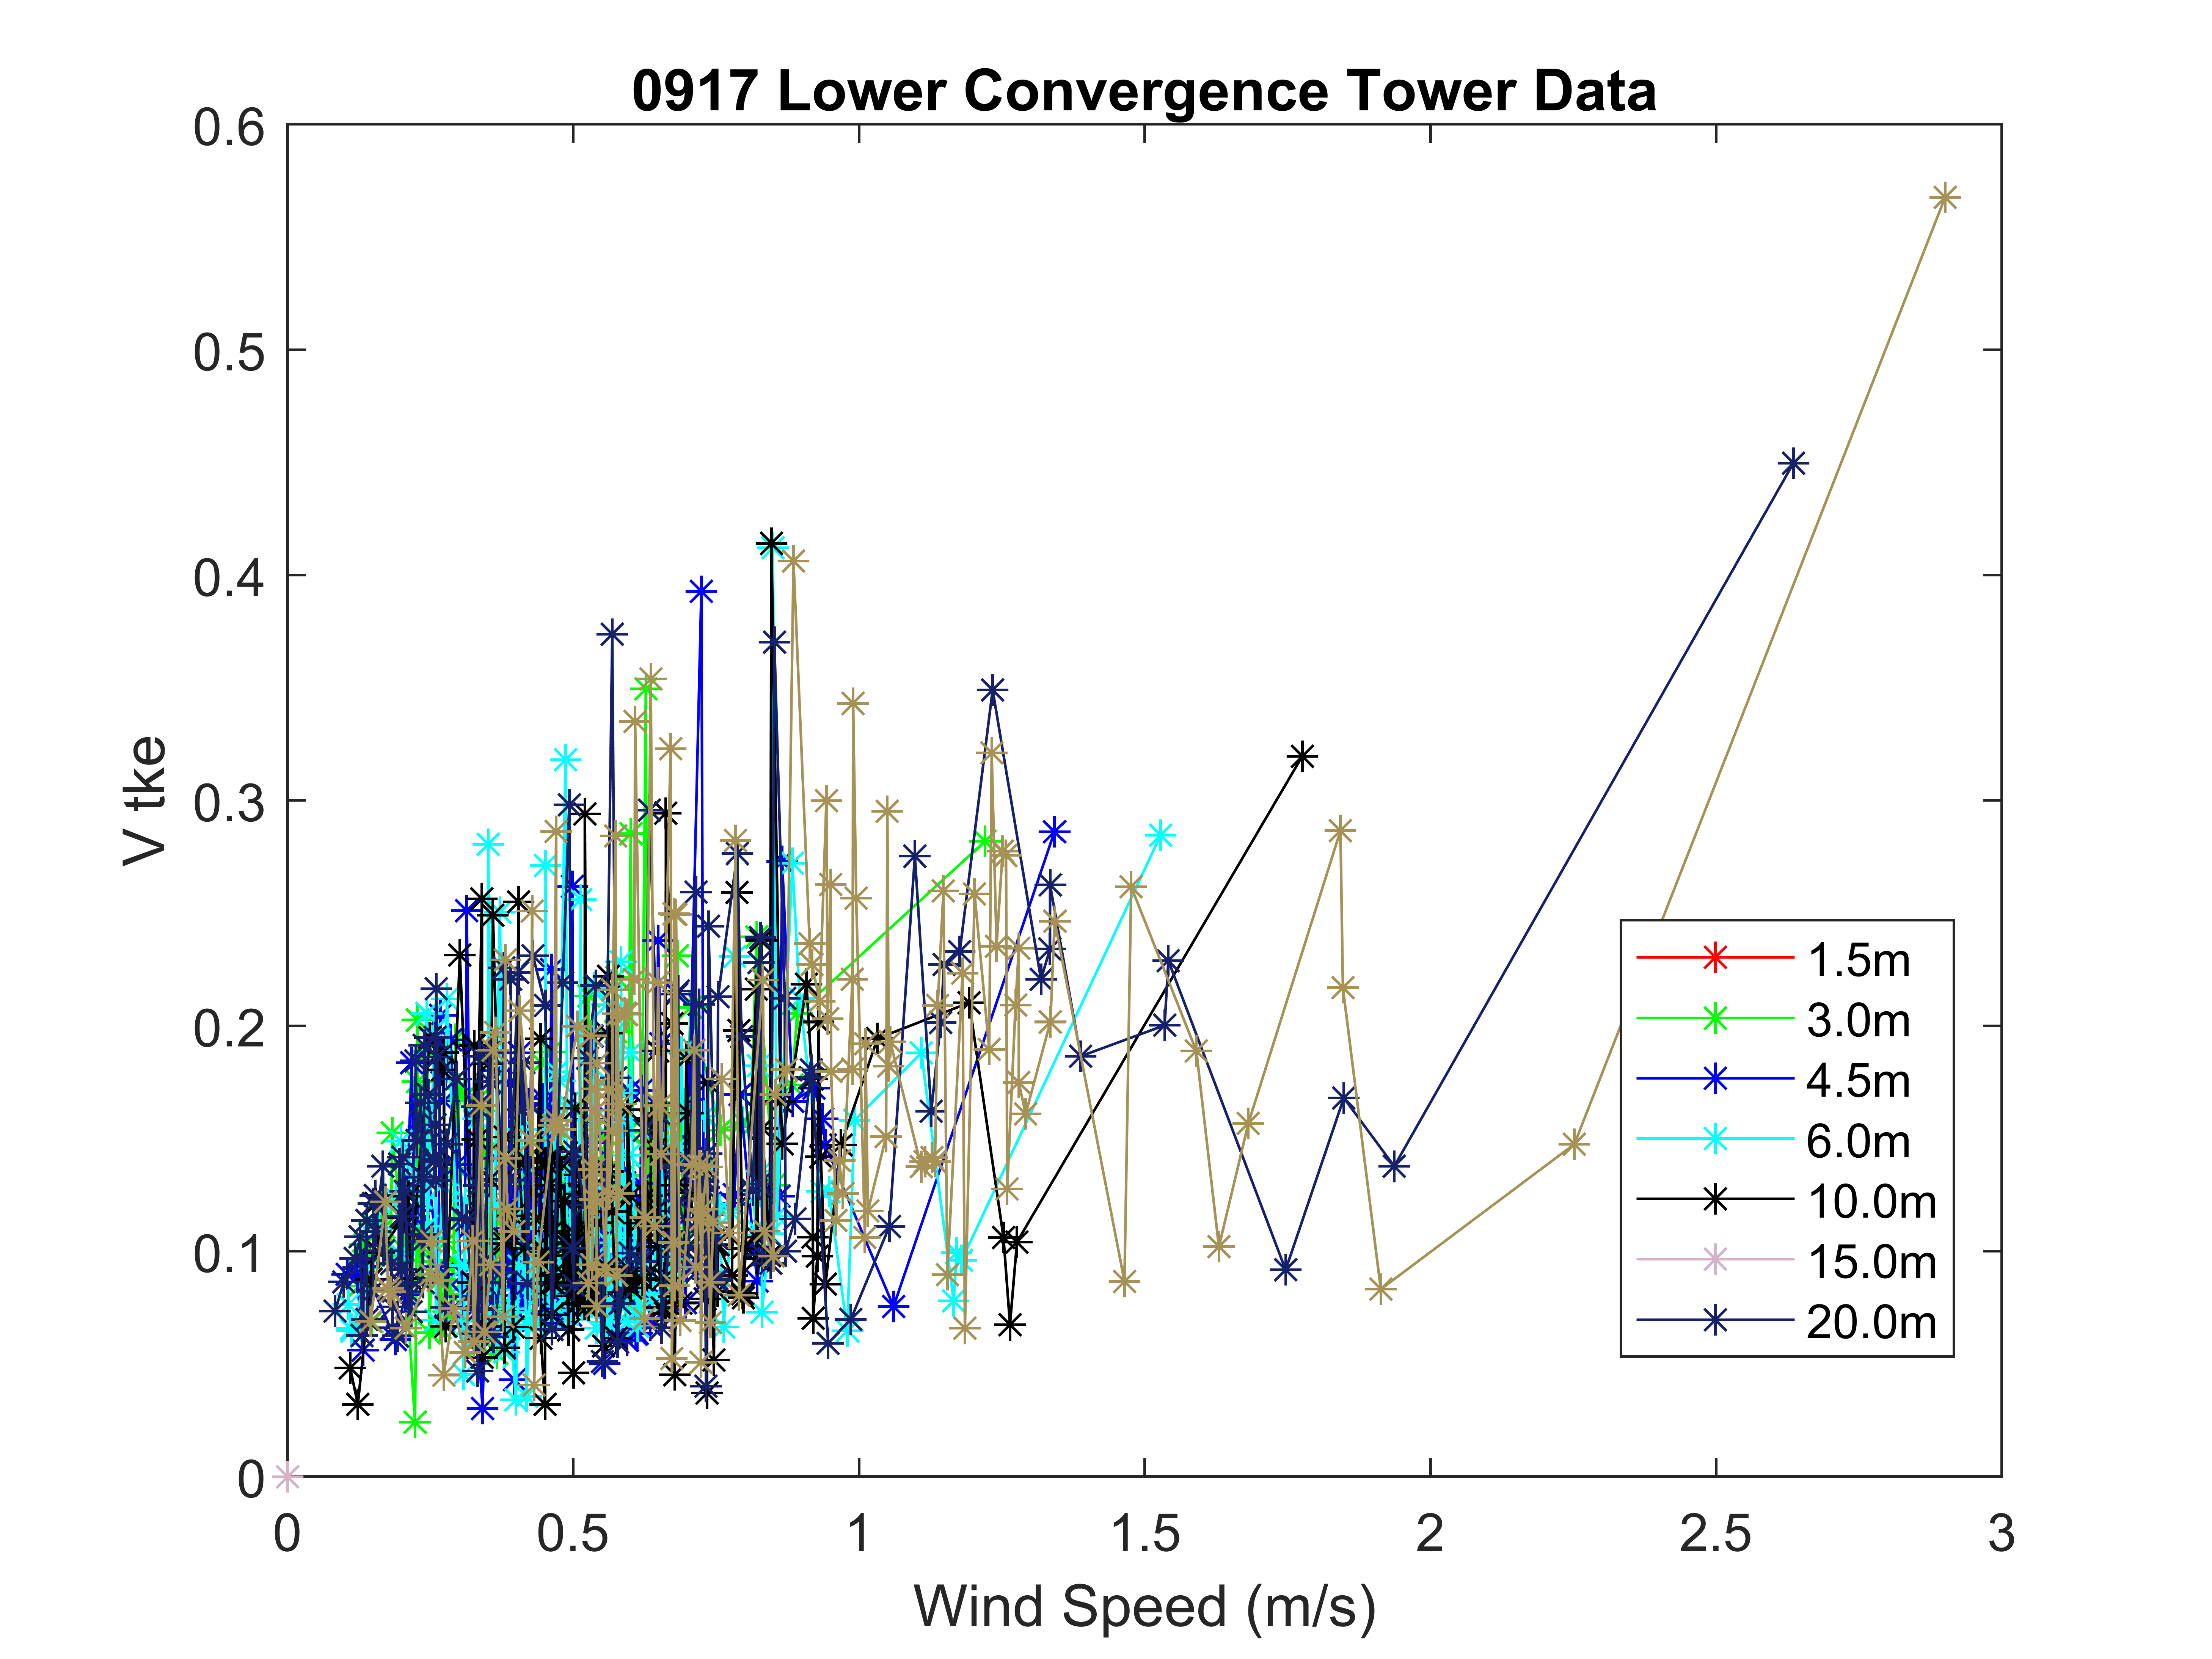 0917 Lower Convergence Tower Data
0.6
0.5
0.4
0.3
0.2
0.1
0
V tke
0
0.5
1
1.5
2
2.5
3
Wind Speed (m/s)
1.5m
3.0m
4.5m
6.0m
10.0m
15.0m
20.0m